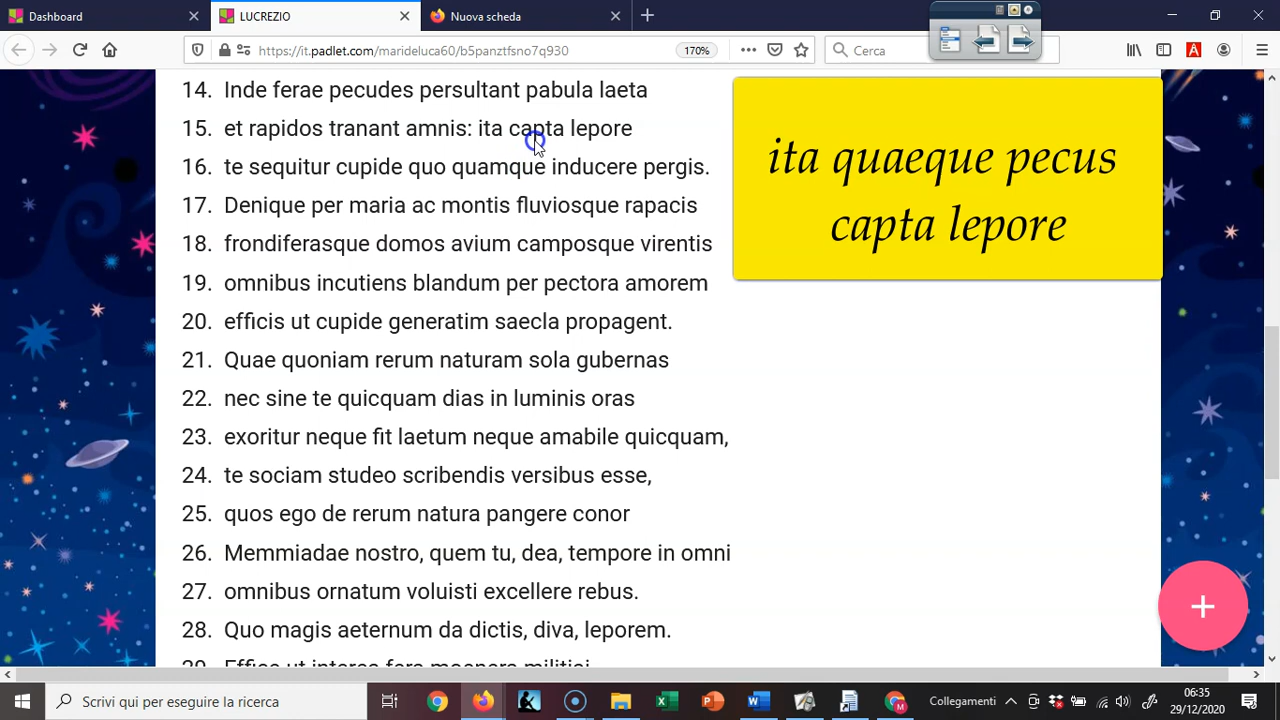 Dashboard
LUCREZIO
Nuova scheda
https://it.padlet.com/marideluca60/b5panztfsno7q930
170%
Cerca
14. Inde ferae pecudes persultant pabula laeta
15. et rapidos tranant amnis: ita capta lepore
16. te sequitur cupide quo quamque inducere pergis.
17. Denique per maria ac montis fluviosque rapacis
18. frondiferasque domos avium camposque virentis
19. omnibus incutiens blandum per pectora amorem
20. efficis ut cupide generatim saecla propagent.
21. Quae quoniam rerum naturam sola gubernas
22. nec sine te quicquam dias in luminis oras
23. exoritur neque fit laetum neque amabile quicquam,
24. te sociam studeo scribendis versibus esse,
25. quos ego de rerum natura pangere conor
26. Memmiadae nostro, quem tu, dea, tempore in omni
27. omnibus ornatum voluisti excellere rebus.
28. Quo magis aeternum da dictis, diva, leporem.
29. Effice ut interea fera moenera militiai
ita quaeque pecus
capta lepore
Scrivi qui per eseguire la ricerca
Collegamenti
06:35
29/12/2020